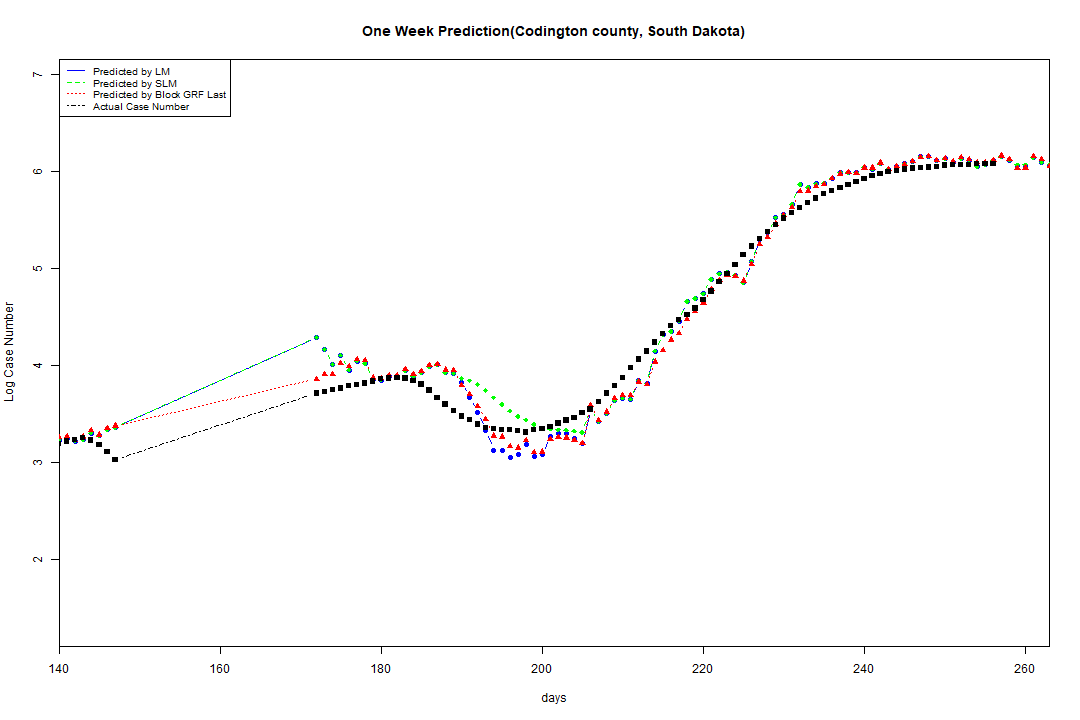 One Week Prediction(Codington county, South Dakota)
Predicted by LM
Predicted by SLM
Predicted by Block GRF Last
Actual Case Number
7
6
5
4
3
2
Log Case Number
140
160
180
200
220
240
260
days